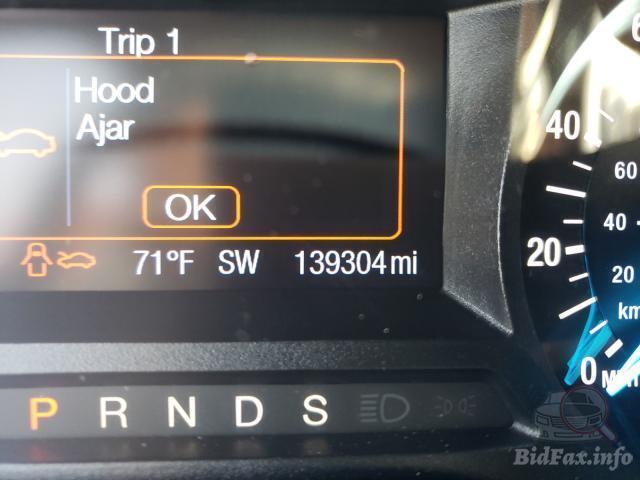 Trip 1
Hood
Ajar
OK
71°F SW 139304 mi
P R N D S
40
20
0
60
40
20
km
BidFax.info